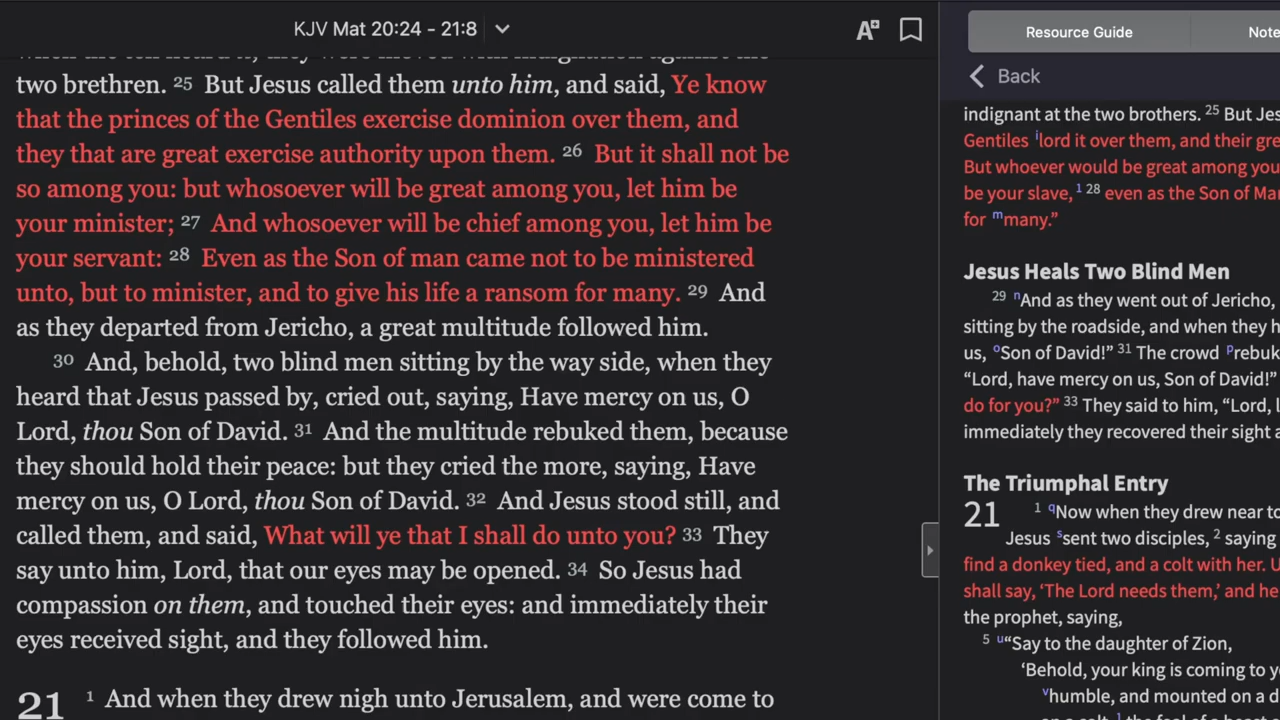 KJV Mat 20:24 - 21:8
two brethren. 25 But Jesus called them unto him, and said, Ye know
that the princes of the Gentiles exercise dominion over them, and
they that are great exercise authority upon them. 26 But it shall not be
so among you: but whosoever will be great among you, let him be
your minister; 27 And whosoever will be chief among you, let him be
your servant: 28 Even as the Son of man came not to be ministered
unto, but to minister, and to give his life a ransom for many. 29 And
as they departed from Jericho, a great multitude followed him.
30 And, behold, two blind men sitting by the way side, when they
heard that Jesus passed by, cried out, saying, Have mercy on us, O
Lord, thou Son of David. 31 And the multitude rebuked them, because
they should hold their peace: but they cried the more, saying, Have
mercy on us, O Lord, thou Son of David. 32 And Jesus stood still, and
called them, and said, What will ye that I shall do unto you? 33 They
say unto him, Lord, that our eyes may be opened. 34 So Jesus had
compassion on them, and touched their eyes: and immediately their
eyes received sight, and they followed him.
21 1 And when they drew nigh unto Jerusalem, and were come to
Resource Guide
Note
Back
indignant at the two brothers. 25 But Jes
Gentiles i lord it over them, and their gre
But whoever would be great among you
be your slave, 1 28 even as the Son of Ma
for m many.”
Jesus Heals Two Blind Men
29 n And as they went out of Jericho,
sitting by the roadside, and when they h
us, o Son of David!” 31 The crowd p rebuk
“Lord, have mercy on us, Son of David!”
do for you?” 33 They said to him, “Lord, l
immediately they recovered their sight a
The Triumphal Entry
21 1 q Now when they drew near to
Jesus s sent two disciples, 2 saying
find a donkey tied, and a colt with her. U
shall say, ‘The Lord needs them,’ and he
the prophet, saying,
5 u “Say to the daughter of Zion,
‘Behold, your king is coming to y
v humble, and mounted on a d